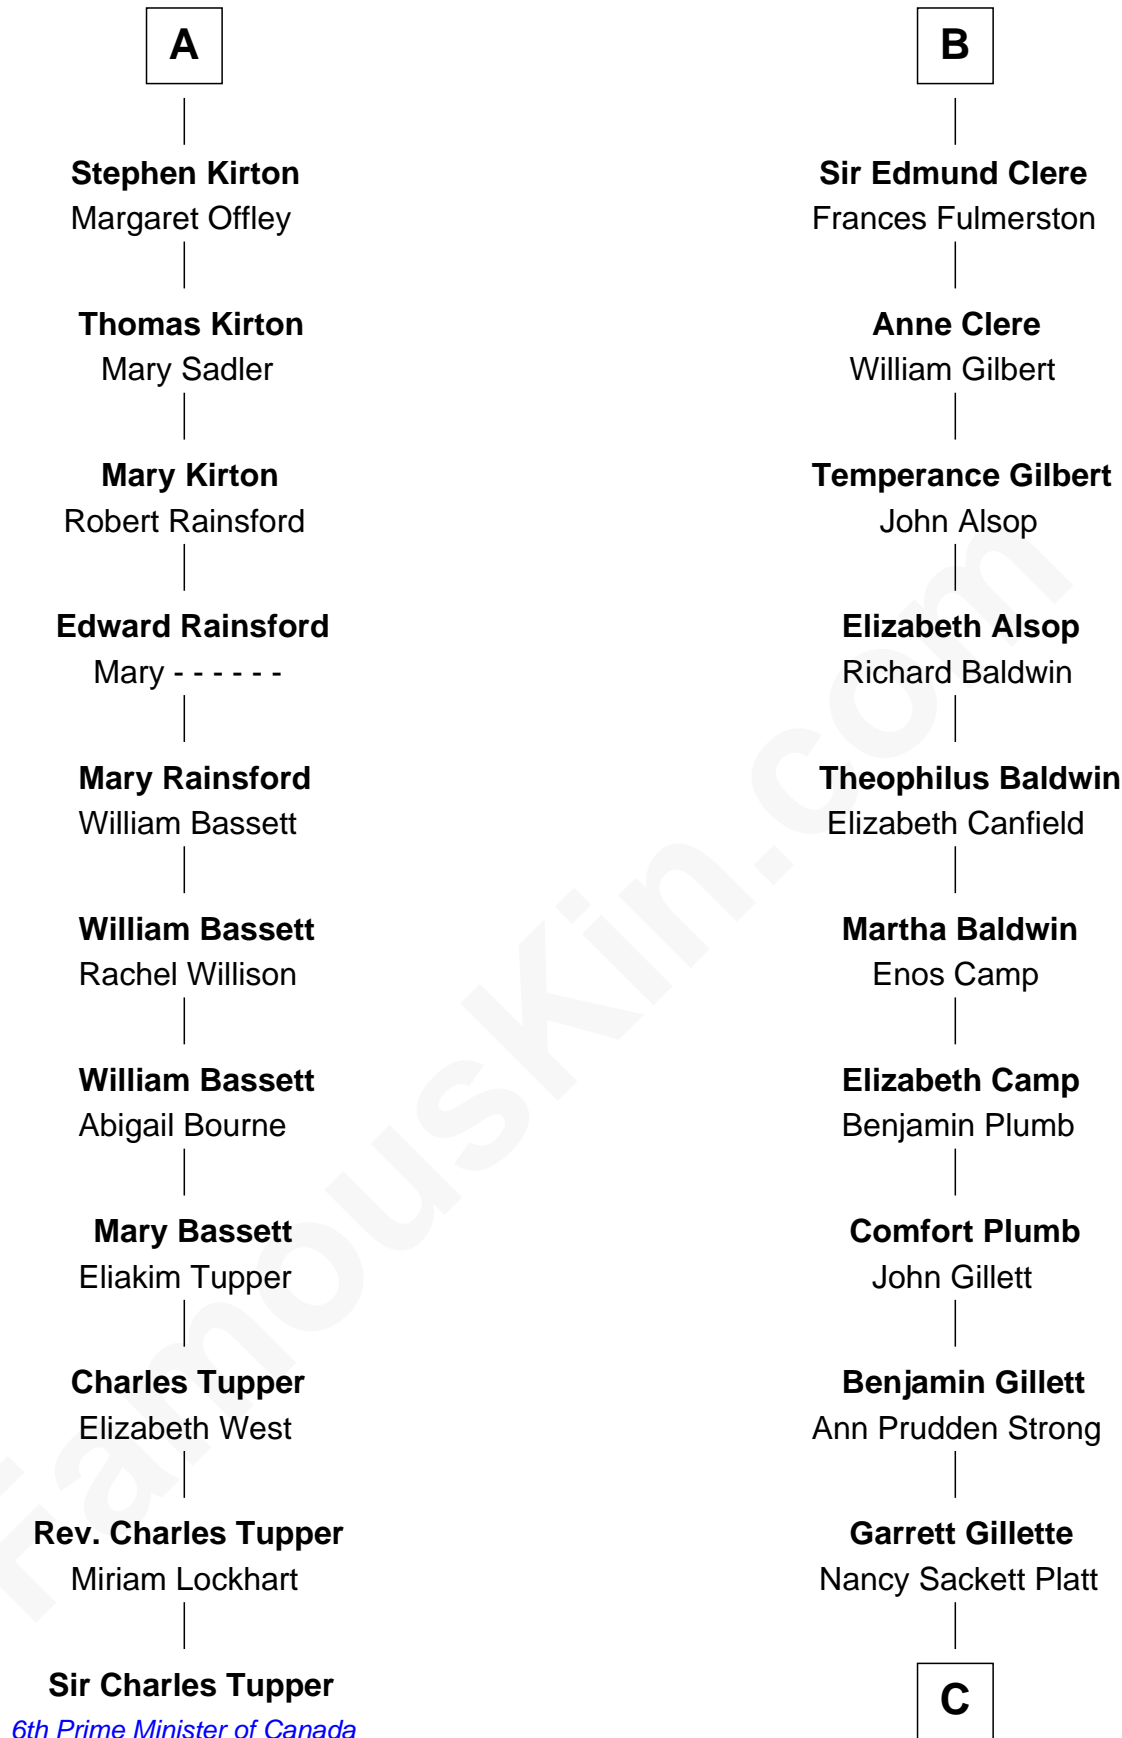 A
Stephen Kirton
Margaret Offley
Thomas Kirton
Mary Sadler
Mary Kirton
Robert Rainsford
Edward Rainsford
Mary - - - - - -
Mary Rainsford
William Bassett
William Bassett
Rachel Willison
William Bassett
Abigail Bourne
Mary Bassett
Eliakim Tupper
Charles Tupper
Elizabeth West
Rev. Charles Tupper
Miriam Lockhart
Sir Charles Tupper
6th Prime Minister of Canada
B
Sir Edmund Clere
Frances Fulmerston
Anne Clere
William Gilbert
Temperance Gilbert
John Alsop
Elizabeth Alsop
Richard Baldwin
Theophilus Baldwin
Elizabeth Canfield
Martha Baldwin
Enos Camp
Elizabeth Camp
Benjamin Plumb
Comfort Plumb
John Gillett
Benjamin Gillett
Ann Prudden Strong
Garrett Gillette
Nancy Sackett Platt
C
FamousKin.com